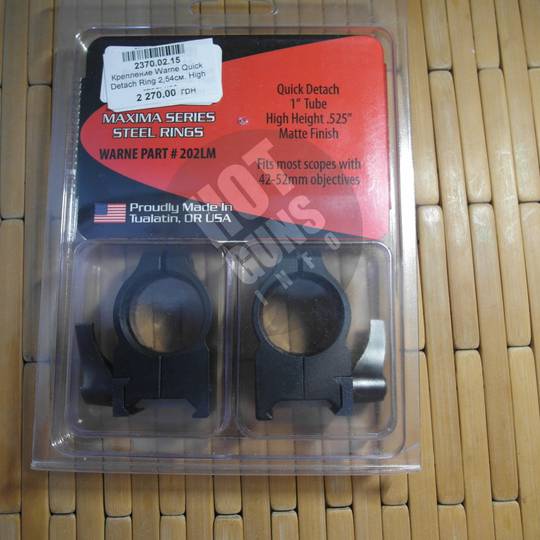 2370.02.15
Крепление Warne Quick
Detach Ring 2,54см. High
2 270.00 ГРН
MAXIMA SERIES
STEEL RINGS
WARNE PART # 202LM
Quick Detach
1" Tube
High Height .525"
Matte Finish
Fits most scopes with
42-52mm objectives
Proudly Made In
Tualatin, OR USA
HOT
GUNS
INFO